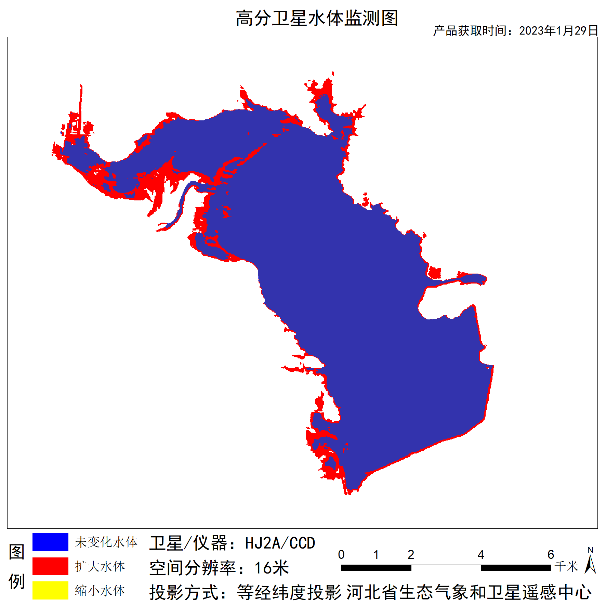 高分卫星水体监测图
产品获取时间：2023年1月29日
图例
未变化水体
扩大水体
缩小水体
卫星/仪器：HJ2A/CCD
空间分辨率：16米
投影方式：等经纬度投影 河北省生态气象和卫星遥感中心
0 2 4 6 千米
N